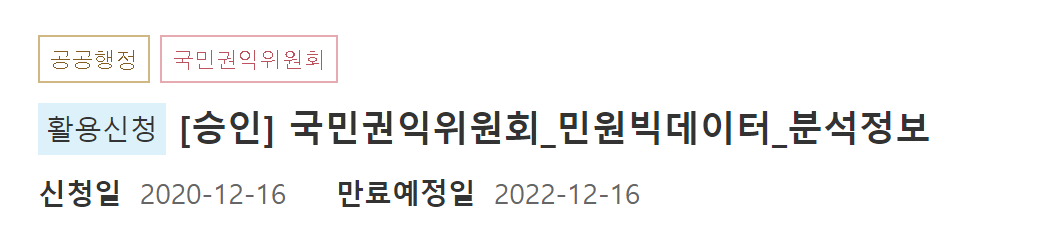 공공행정 국민권익위원회
활용신청 [승인] 국민권익위원회_민원빅데이터_분석정보
신청일 2020-12-16 만료예정일 2022-12-16